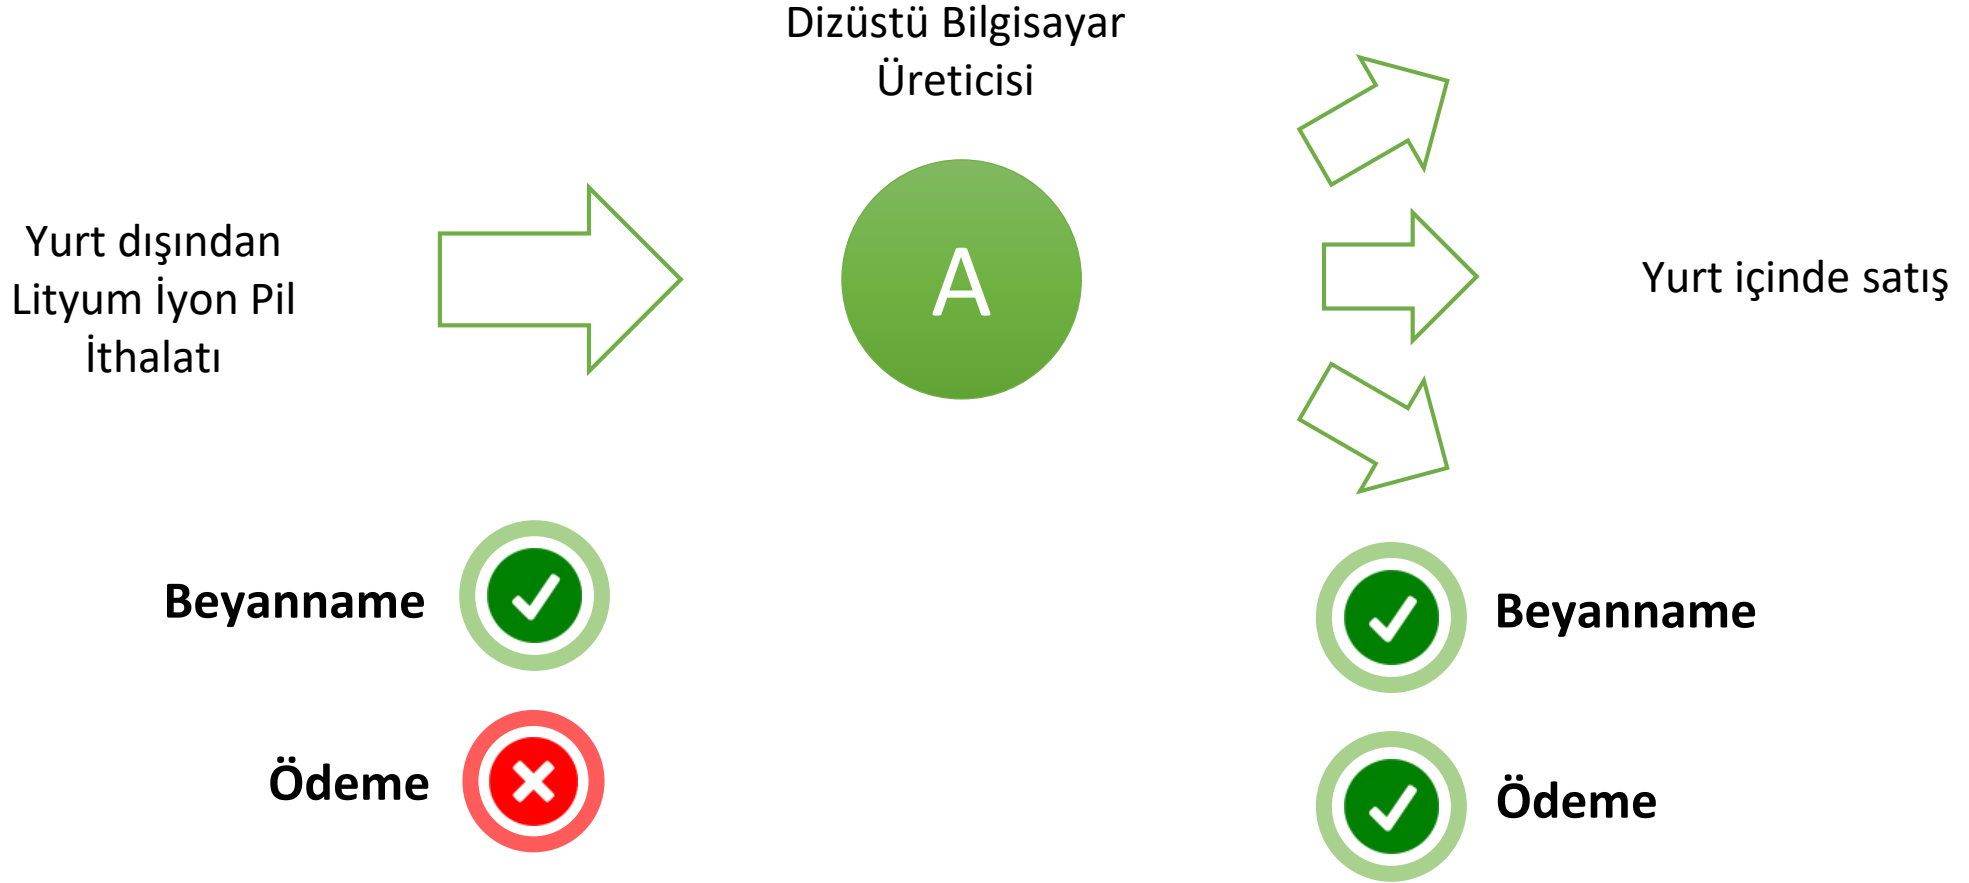 Dizüstü Bilgisayar
Üreticisi
Yurt dışından
Lityum İyon Pil
İthalatı
A
Yurt içinde satış
Beyanname
Ödeme
Beyanname
Ödeme